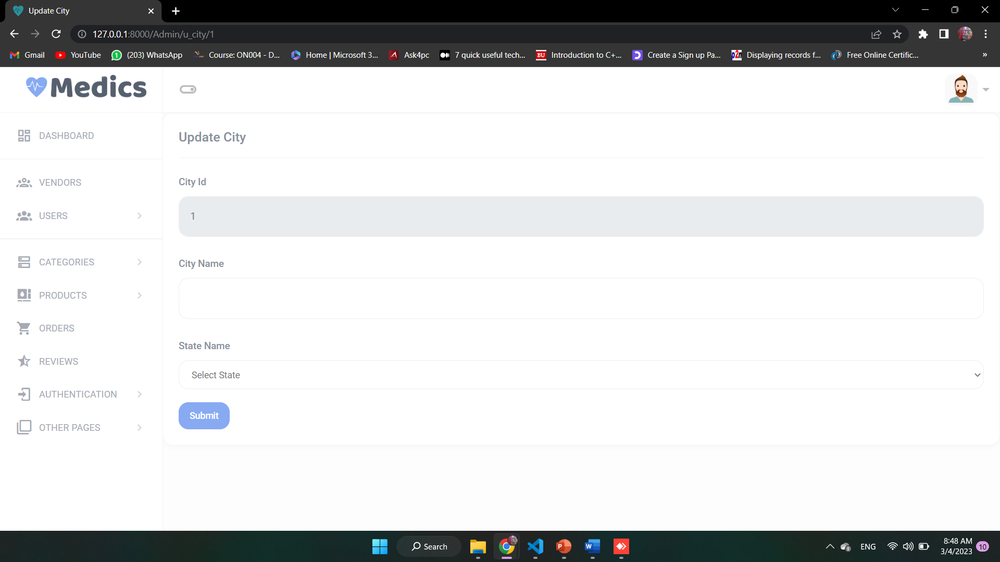 Update City
127.0.0.1:8000/Admin/u_city/1
Gmail
YouTube
(203) WhatsApp
Course: ON004 - D...
Home | Microsoft 3...
Ask4pc
7 quick useful tech...
BU
Introduction to C+...
Create a Sign up Pa...
p2n
Displaying records f...
Free Online Certific...
»
Medics
DASHBOARD
VENDORS
USERS
CATEGORIES
PRODUCTS
ORDERS
REVIEWS
AUTHENTICATION
OTHER PAGES
Update City
City Id
1
City Name
State Name
Select State
Submit
Search
ENG
8:48 AM
3/4/2023
10